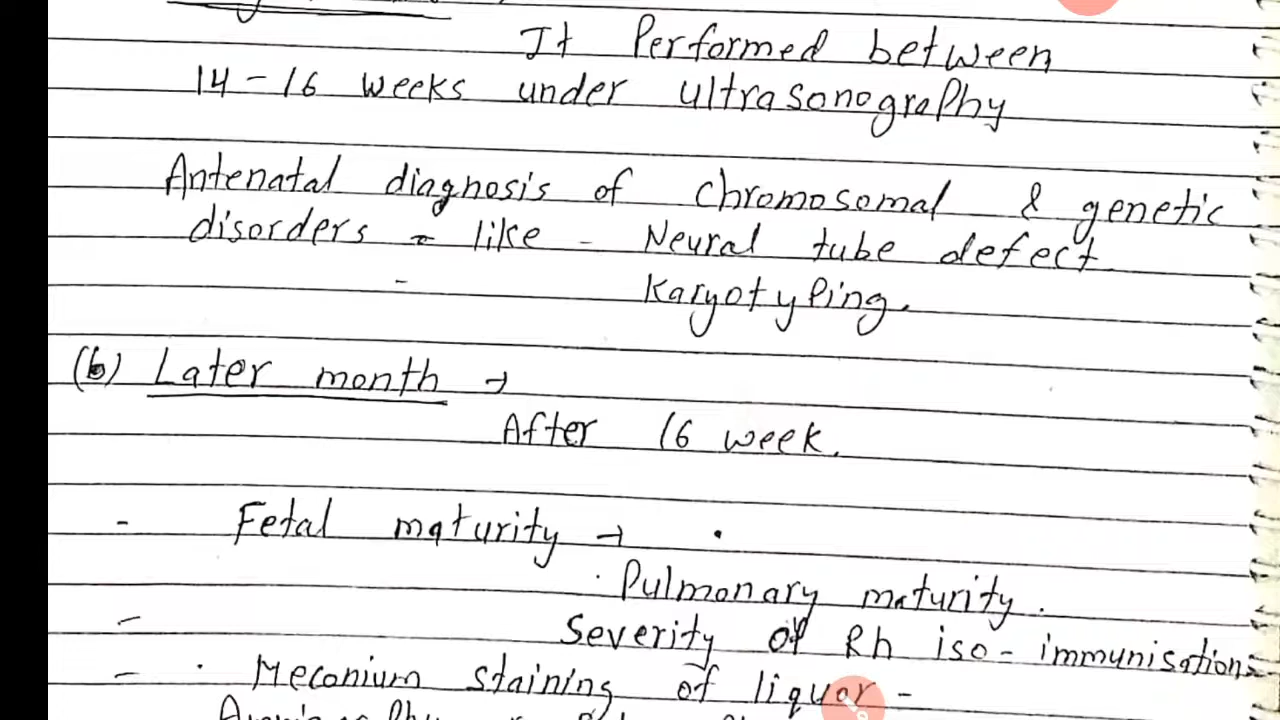 It Performed between
14-16 weeks under ultrasonography
Antenatal diagnosis of chromosomal & genetic
disorders - like - Neural tube defect
- Karyotyping.
(b) Later month →
After 16 week.
- Fetal maturity → .
. Pulmonary maturity.
- Severity of Rh iso-immunisation-
- . Meconium staining of liquor -